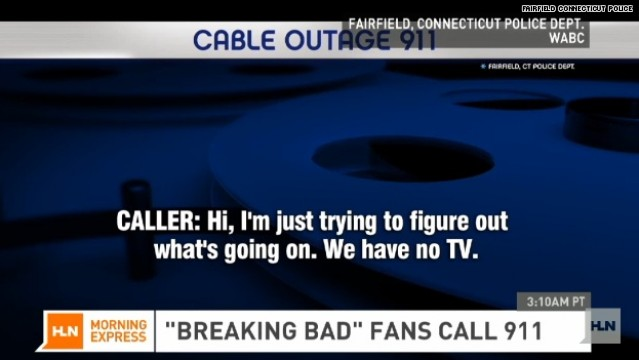 FAIRFIELD CONNECTICUT POLICE
FAIRFIELD, CONNECTICUT POLICE DEPT.
WABC
CABLE OUTAGE 911
FAIRFIELD, CT POLICE DEPT.
CALLER: Hi, I'm just trying to figure out
what's going on. We have no TV.
3:10AM PT
HLN MORNING EXPRESS
"BREAKING BAD" FANS CALL 911
HLN